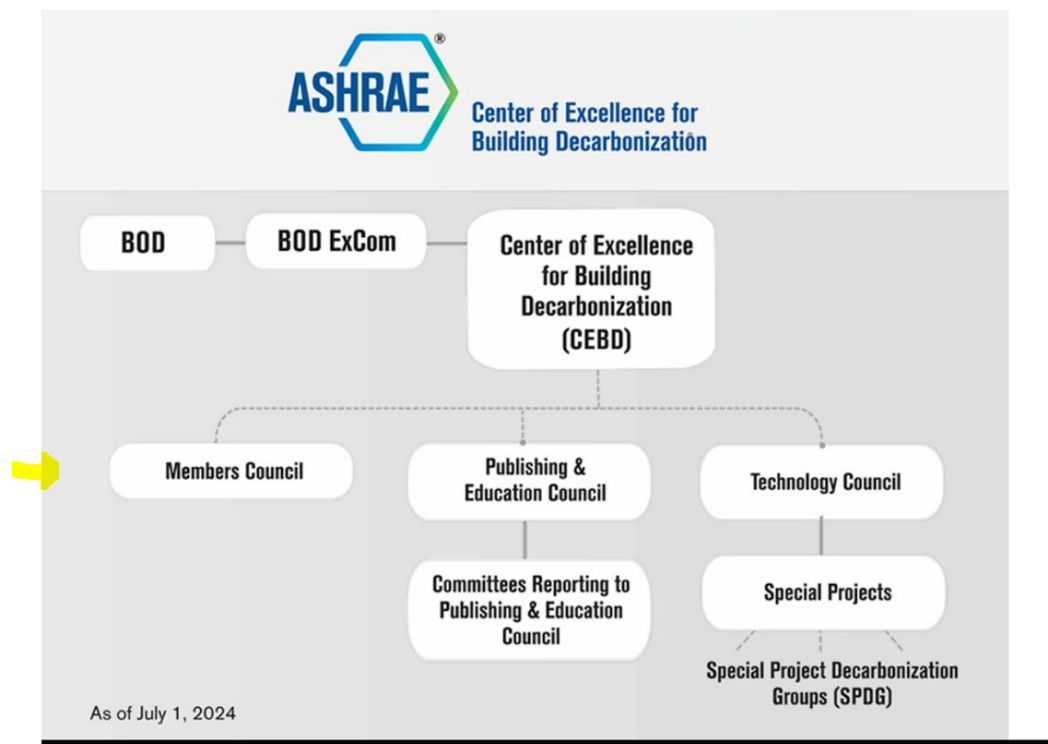 ASHRAE®
Center of Excellence for
Building Decarbonization
BOD
BOD ExCom
Center of Excellence
for Building
Decarbonization
(CEBD)
Members Council
Publishing &
Education Council
Technology Council
Committees Reporting to
Publishing & Education
Council
Special Projects
Special Project Decarbonization
Groups (SPDG)
As of July 1, 2024